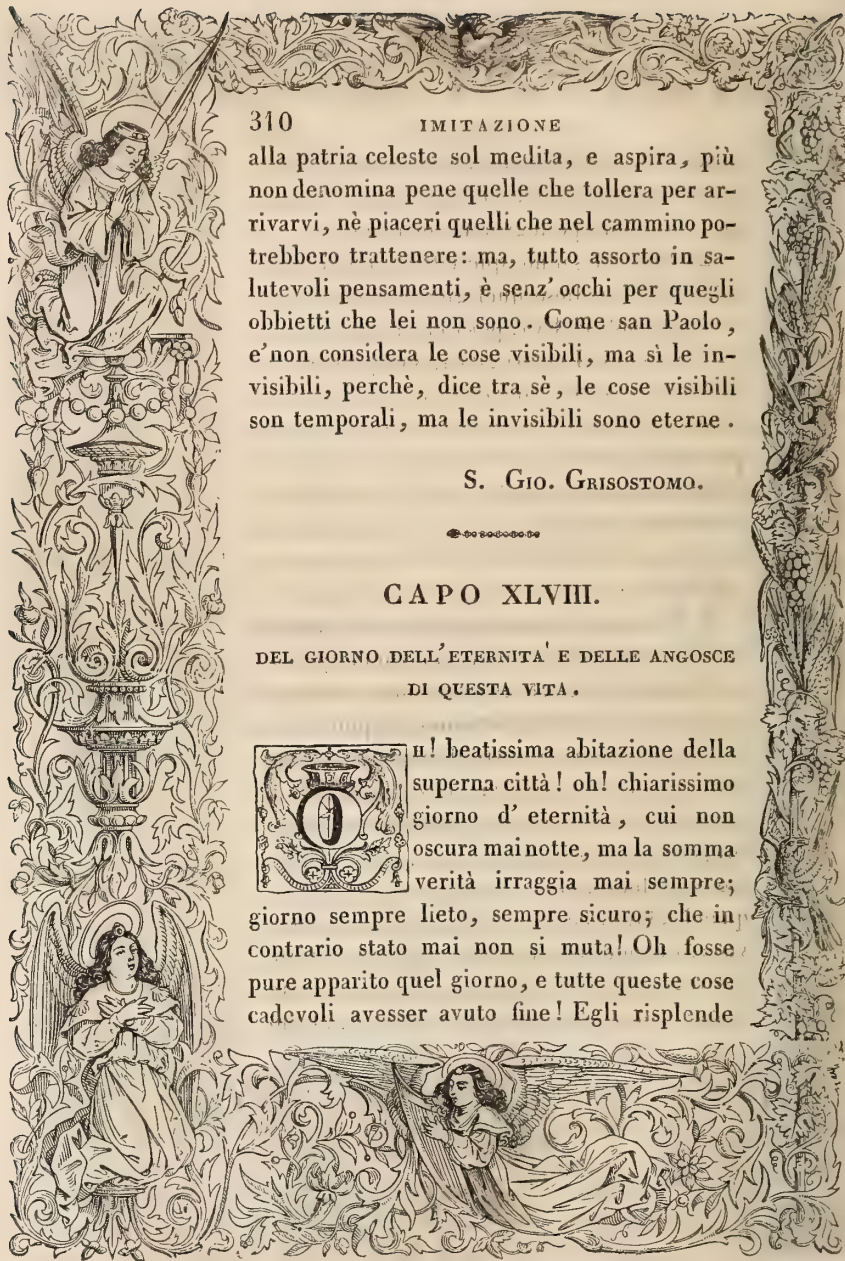 310 IMITAZIONE
alla patria celeste sol medita, e aspira, più
non denomina pene quelle che tollera per ar-
rivarvi, nè piaceri quelli che nel cammino po-
trebbero trattenere: ma, tutto assorto in sa-
lutevoli pensamenti, è senz' occhi per quegli
obbietti che lei non sono. Come san Paolo,
e' non considera le cose visibili, ma sì le in-
visibili, perchè, dice tra sè, le cose visibili
son temporali, ma le invisibili sono eterne.
S. GIO. GRISOSTOMO.
CAPO XLVIII.
DEL GIORNO DELL'ETERNITA' E DELLE ANGOSCE
DI QUESTA VITA.
OH! beatissima abitazione della
superna città! oh! chiarissimo
giorno d' eternità, cui non
oscura mai notte, ma la somma
verità irraggia mai sempre;
giorno sempre lieto, sempre sicuro; che in
contrario stato mai non si muta! Oh fosse
pure apparito quel giorno, e tutte queste cose
cadevoli avesser avuto fine! Egli risplende